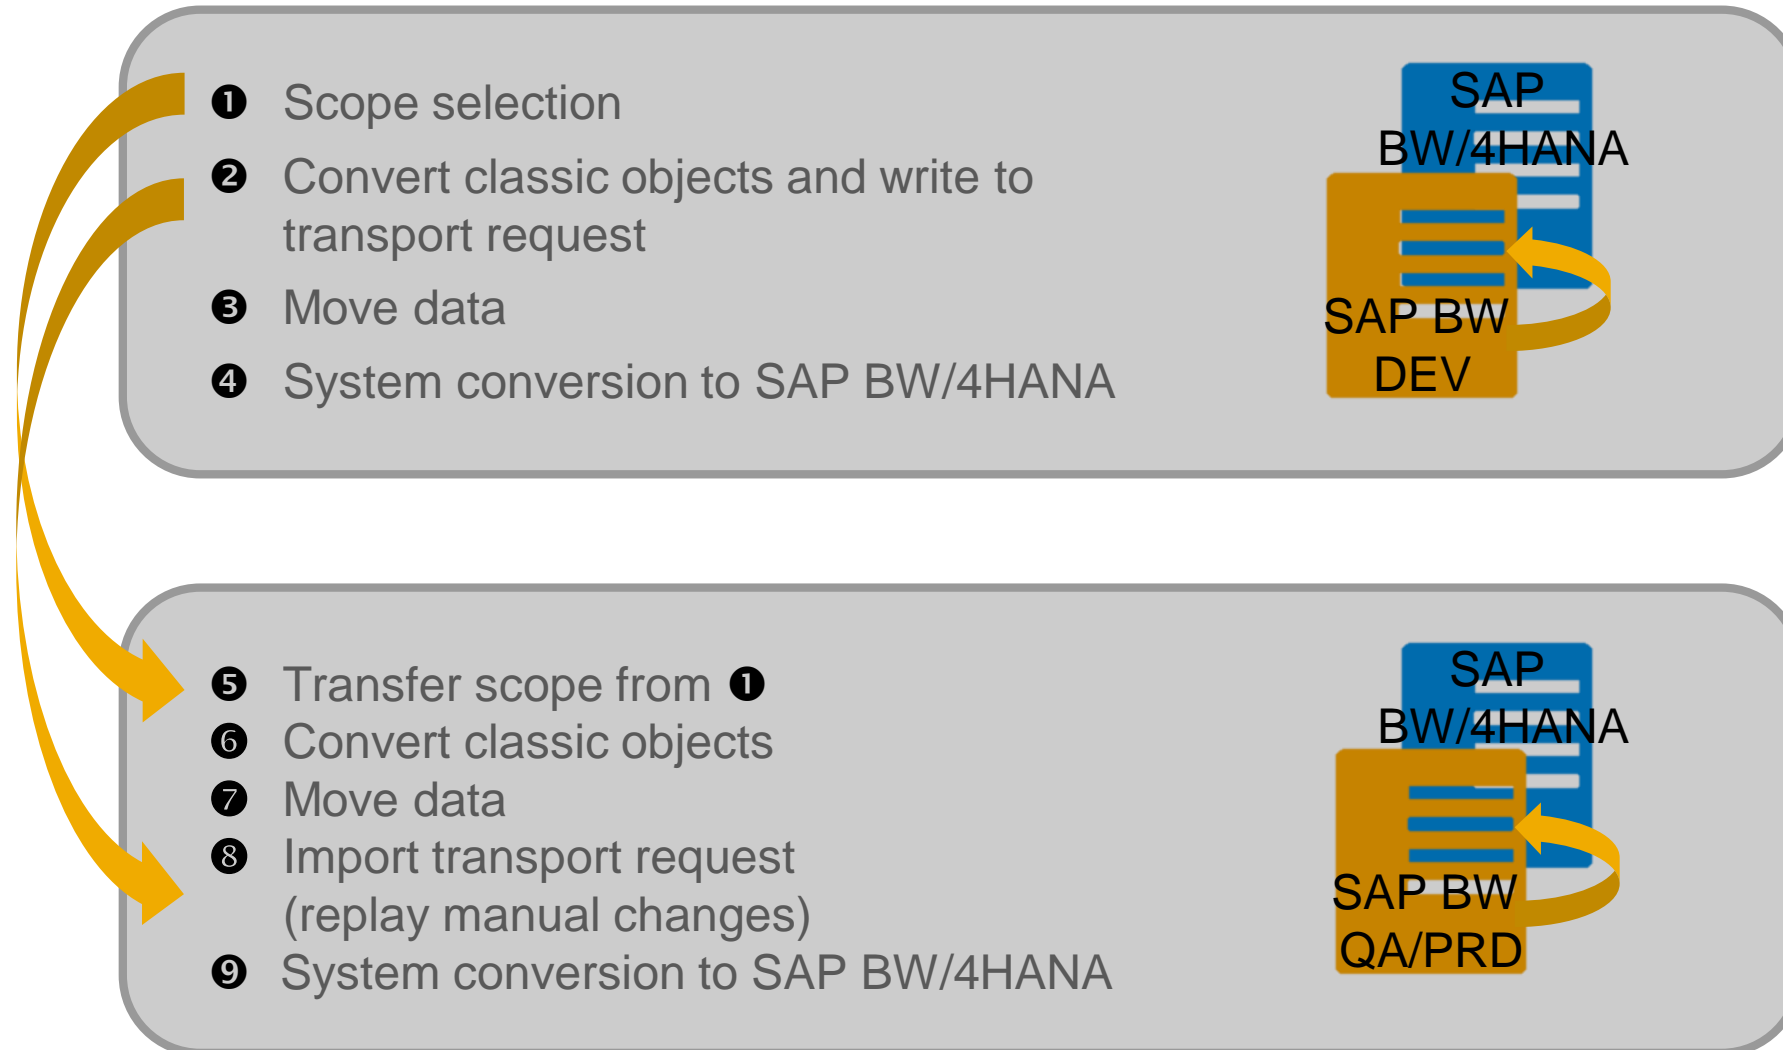 ❶ Scope selection
❷ Convert classic objects and write to
transport request
❸ Move data
❹ System conversion to SAP BW/4HANA
SAP
BW/4HANA
SAP BW
DEV
❺ Transfer scope from ❶
❻ Convert classic objects
❼ Move data
❽ Import transport request
(replay manual changes)
❾ System conversion to SAP BW/4HANA
SAP
BW/4HANA
SAP BW
QA/PRD